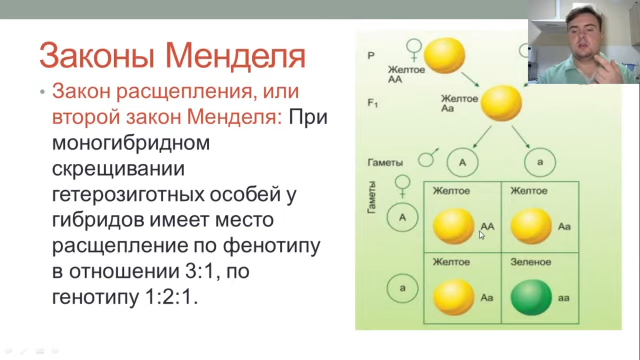 Законы Менделя
• Закон расщепления, или
второй закон Менделя: При
моногибридном
скрещивании
гетерозиготных особей у
гибридов имеет место
расщепление по фенотипу
в отношении 3:1, по
генотипу 1:2:1.
P
♀
Желтое
AA
F₁
Желтое
Aa
Гаметы
♂
A
a
Гаметы
♀
A
Желтое
AA
Желтое
Aa
a
Желтое
Aa
Зеленое
aa